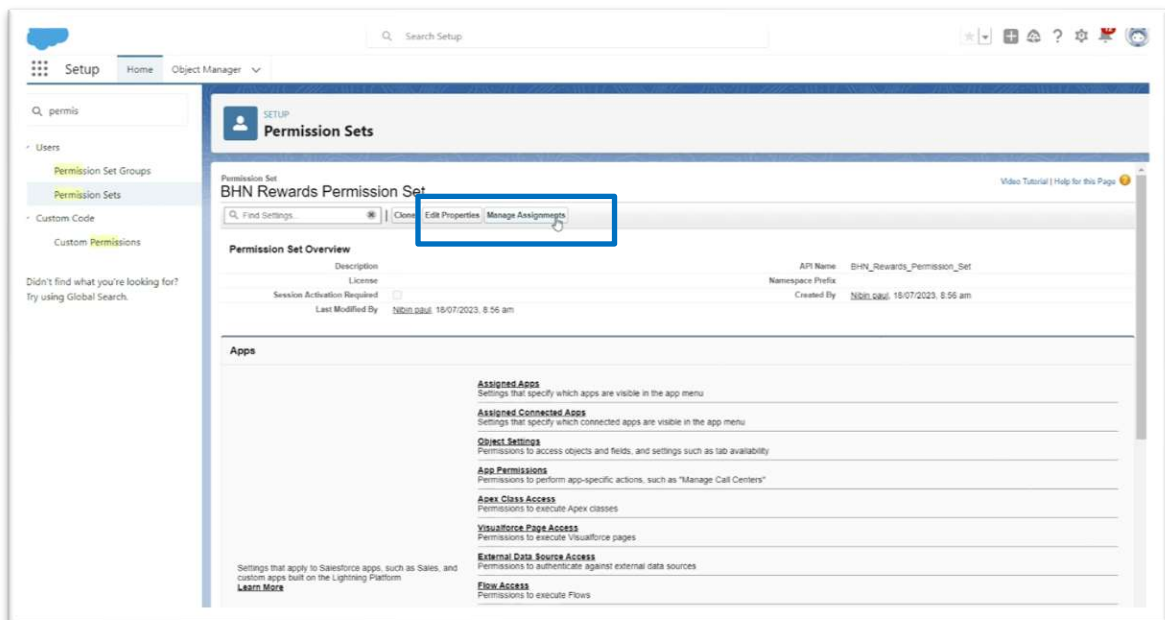 Search Setup
Setup Home Object Manager
permis
Users
Permission Set Groups
Permission Sets
Custom Code
Custom Permissions
Didn't find what you're looking for?
Try using Global Search.
SETUP
Permission Sets
Permission Set
BHN Rewards Permission Set
Video Tutorial | Help for this Page
Find Settings... | Clone Edit Properties Manage Assignments
Permission Set Overview
Description API Name BHN_Rewards_Permission_Set
License Namespace Prefix
Session Activation Required Created By Nibin paul, 18/07/2023, 8:56 am
Last Modified By Nibin paul, 18/07/2023, 8:56 am
Apps
Assigned Apps
Settings that specify which apps are visible in the app menu
Assigned Connected Apps
Settings that specify which connected apps are visible in the app menu
Object Settings
Permissions to access objects and fields, and settings such as tab availability
App Permissions
Permissions to perform app-specific actions, such as "Manage Call Centers"
Apex Class Access
Permissions to execute Apex classes
Visualforce Page Access
Permissions to execute Visualforce pages
External Data Source Access
Permissions to authenticate against external data sources
Flow Access
Permissions to execute Flows
Settings that apply to Salesforce apps, such as Sales, and
custom apps built on the Lightning Platform
Learn More